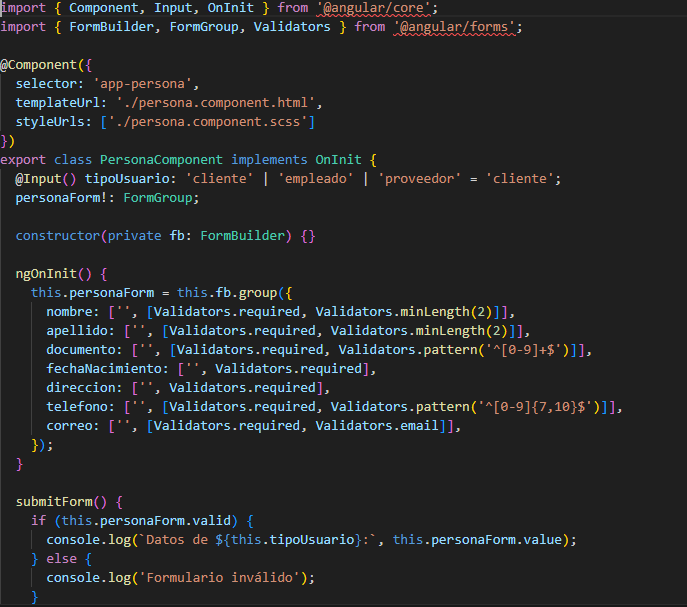 import { Component, Input, OnInit } from '@angular/core';
import { FormBuilder, FormGroup, Validators } from '@angular/forms';

@Component({
  selector: 'app-persona',
  templateUrl: './persona.component.html',
  styleUrls: ['./persona.component.scss']
})
export class PersonaComponent implements OnInit {
  @Input() tipoUsuario: 'cliente' | 'empleado' | 'proveedor' = 'cliente';
  personaForm!: FormGroup;

  constructor(private fb: FormBuilder) {}

  ngOnInit() {
    this.personaForm = this.fb.group({
      nombre: ['', [Validators.required, Validators.minLength(2)]],
      apellido: ['', [Validators.required, Validators.minLength(2)]],
      documento: ['', [Validators.required, Validators.pattern('^[0-9]+$')]],
      fechaNacimiento: ['', Validators.required],
      direccion: ['', Validators.required],
      telefono: ['', [Validators.required, Validators.pattern('^[0-9]{7,10}$')]],
      correo: ['', [Validators.required, Validators.email]],
    });
  }

  submitForm() {
    if (this.personaForm.valid) {
      console.log(`Datos de ${this.tipoUsuario}:`, this.personaForm.value);
    } else {
      console.log('Formulario inválido');
    }